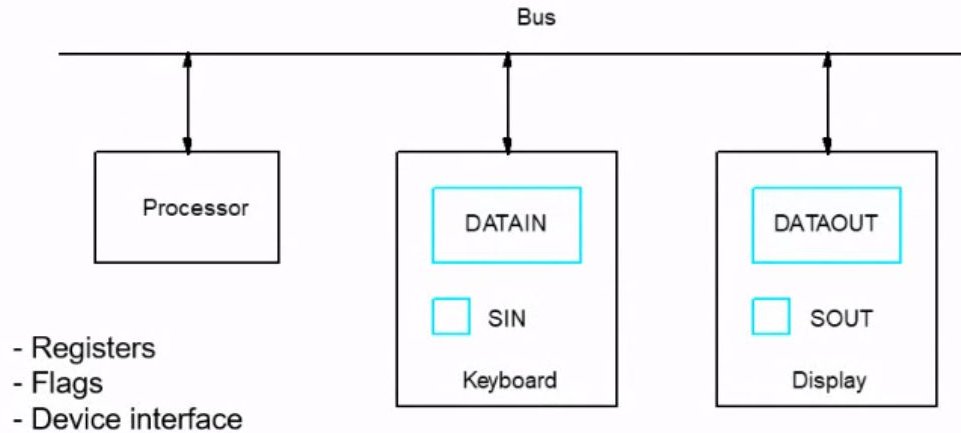 Bus
Processor
DATAIN
DATAOUT
SIN
SOUT
- Registers
- Flags
- Device interface
Keyboard
Display